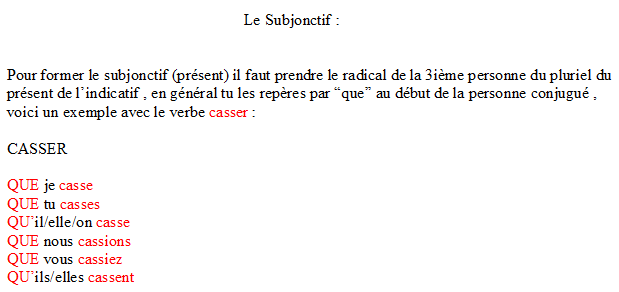 Le Subjonctif :
Pour former le subjonctif (présent) il faut prendre le radical de la 3ième personne du pluriel du
présent de l'indicatif , en général tu les repères par “que” au début de la personne conjugué ,
voici un exemple avec le verbe casser :
CASSER
QUE je casse
QUE tu casses
QU'il/elle/on casse
QUE nous cassions
QUE vous cassiez
QU'ils/elles cassent